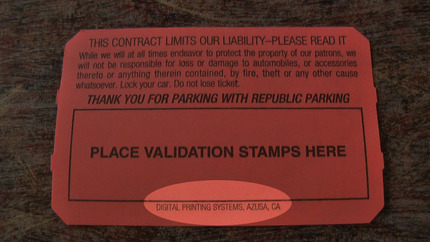 THIS CONTRACT LIMITS OUR LIABILITY–PLEASE READ IT
While we will at all times endeavor to protect the property of our patrons, we
will not be responsible for loss or damage to automobiles, or accessories
thereto or anything therein contained, by fire, theft or any other cause
whatsoever. Lock your car. Do not lose ticket.
THANK YOU FOR PARKING WITH REPUBLIC PARKING
PLACE VALIDATION STAMPS HERE
DIGITAL PRINTING SYSTEMS, AZUSA, CA